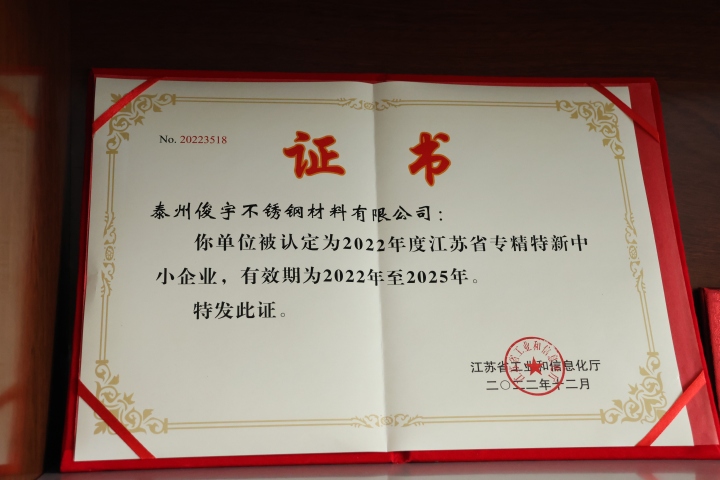 No. 20223518
证 书
泰州俊宇不锈钢材料有限公司：
你单位被认定为2022年度江苏省专精特新中
小企业，有效期为2022年至2025年。
特发此证。
江苏省工业和信息化厅
二〇二二年十二月